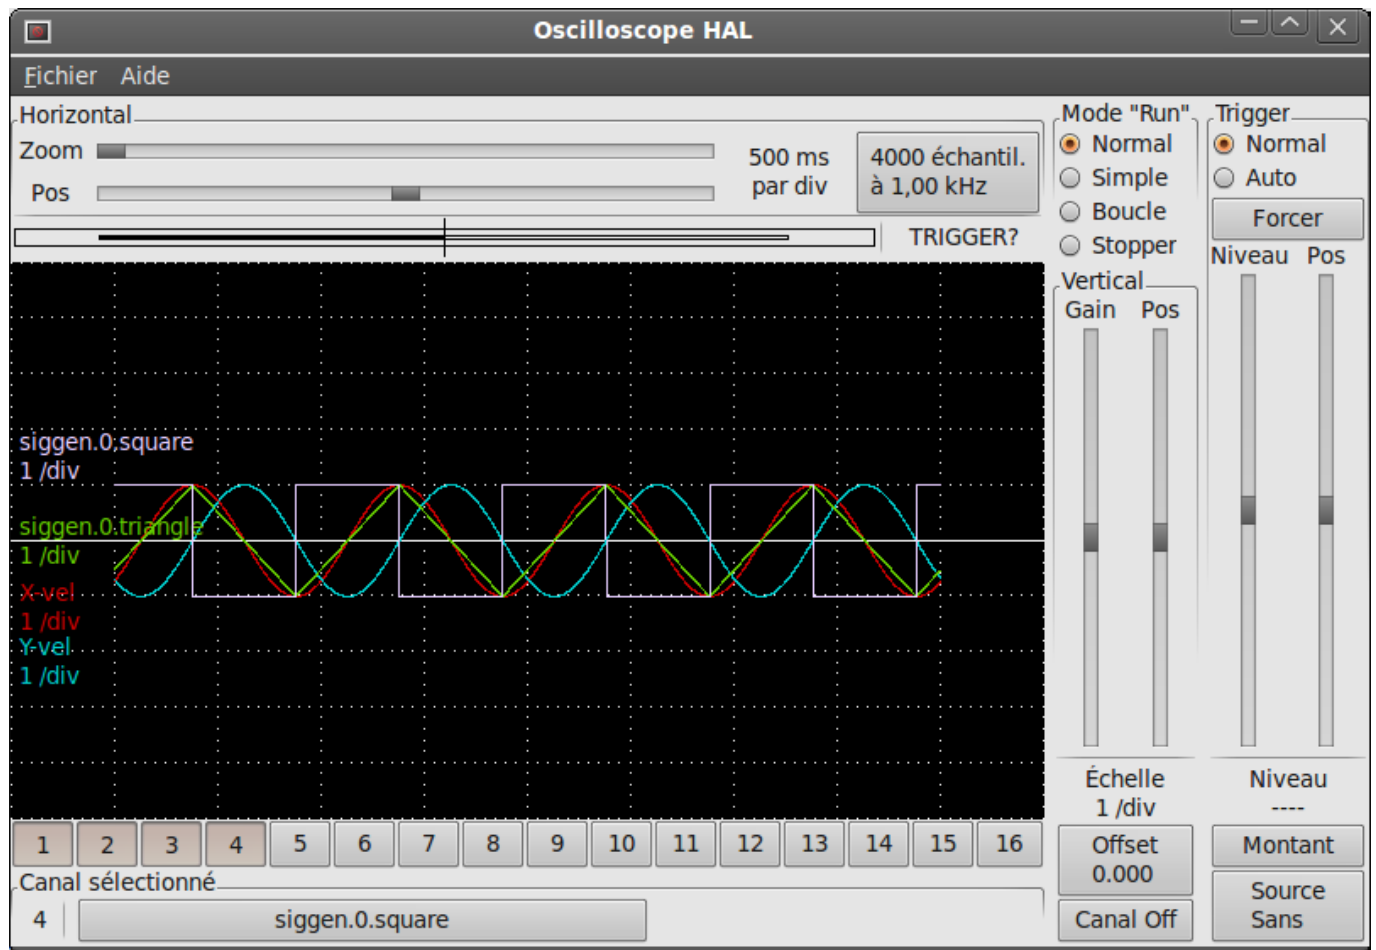 Oscilloscope HAL
Fichier Aide
Horizontal
Zoom
Pos
500 ms
par div
4000 échantil.
à 1,00 kHz
TRIGGER?
Mode "Run"
Normal
Simple
Boucle
Stopper
Trigger
Normal
Auto
Forcer
Niveau Pos
Vertical
Gain Pos
siggen.0.square
1 /div
siggen.0.triangle
1 /div
X-vel
1 /div
Y-vel
1 /div
Échelle
1 /div
Offset
0.000
Canal Off
Niveau
----
Montant
Source
Sans
1 2 3 4 5 6 7 8 9 10 11 12 13 14 15 16
Canal sélectionné
4 siggen.0.square